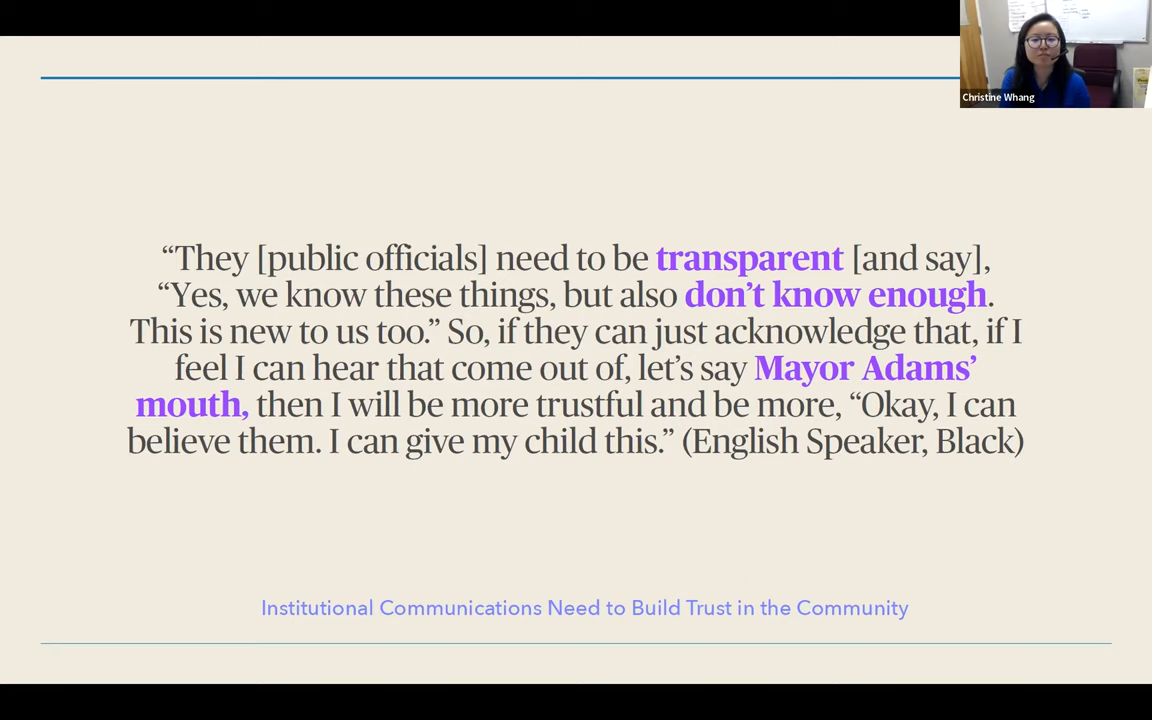 Christine Whang
“They [public officials] need to be transparent [and say],
“Yes, we know these things, but also don’t know enough.
This is new to us too.” So, if they can just acknowledge that, if I
feel I can hear that come out of, let’s say Mayor Adams’
mouth, then I will be more trustful and be more, “Okay, I can
believe them. I can give my child this.” (English Speaker, Black)
Institutional Communications Need to Build Trust in the Community